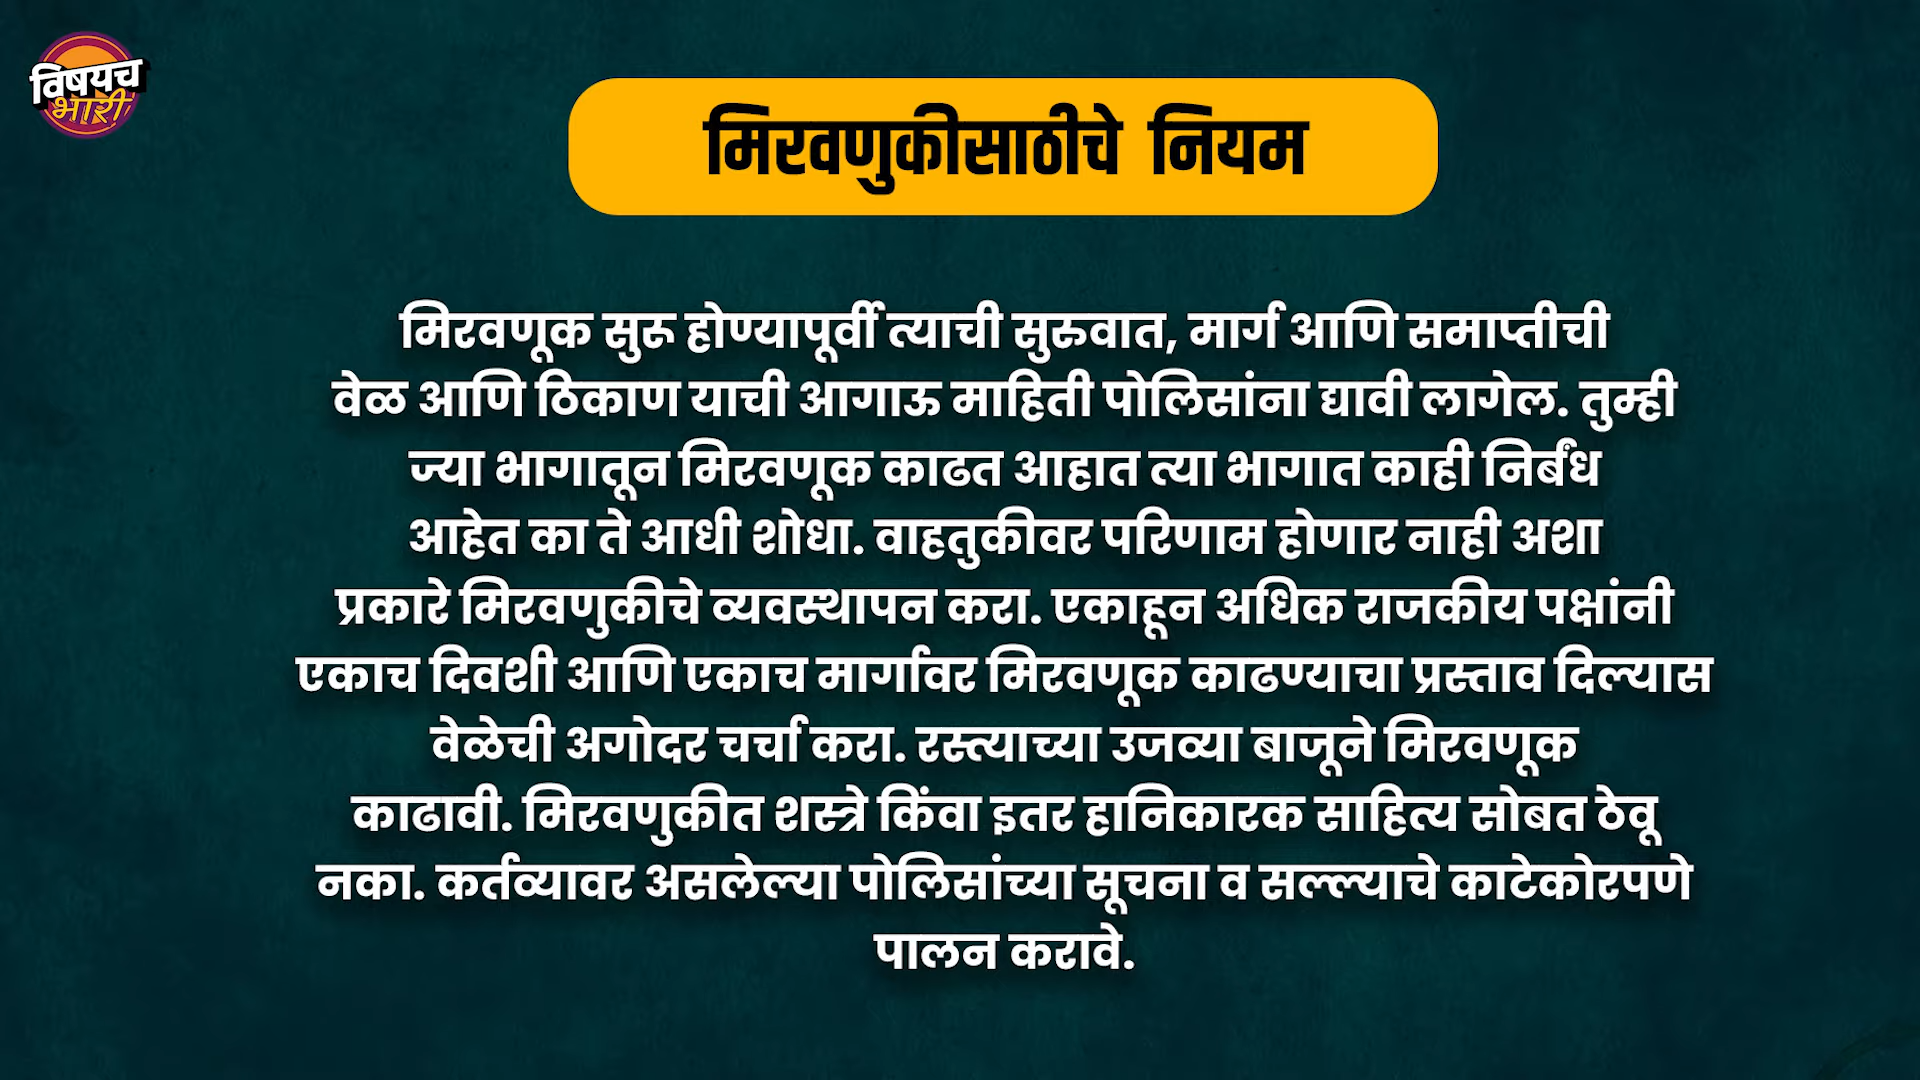 विषयच
भारी
मिरवणुकीसाठीचे नियम
मिरवणूक सुरू होण्यापूर्वी त्याची सुरुवात, मार्ग आणि समाप्तीची
वेळ आणि ठिकाण याची आगाऊ माहिती पोलिसांना द्यावी लागेल. तुम्ही
ज्या भागातून मिरवणूक काढत आहात त्या भागात काही निर्बंध
आहेत का ते आधी शोधा. वाहतुकीवर परिणाम होणार नाही अशा
प्रकारे मिरवणुकीचे व्यवस्थापन करा. एकाहून अधिक राजकीय पक्षांनी
एकाच दिवशी आणि एकाच मार्गावर मिरवणूक काढण्याचा प्रस्ताव दिल्यास
वेळेची अगोदर चर्चा करा. रस्त्याच्या उजव्या बाजूने मिरवणूक
काढावी. मिरवणुकीत शस्त्रे किंवा इतर हानिकारक साहित्य सोबत ठेवू
नका. कर्तव्यावर असलेल्या पोलिसांच्या सूचना व सल्ल्याचे काटेकोरपणे
पालन करावे.